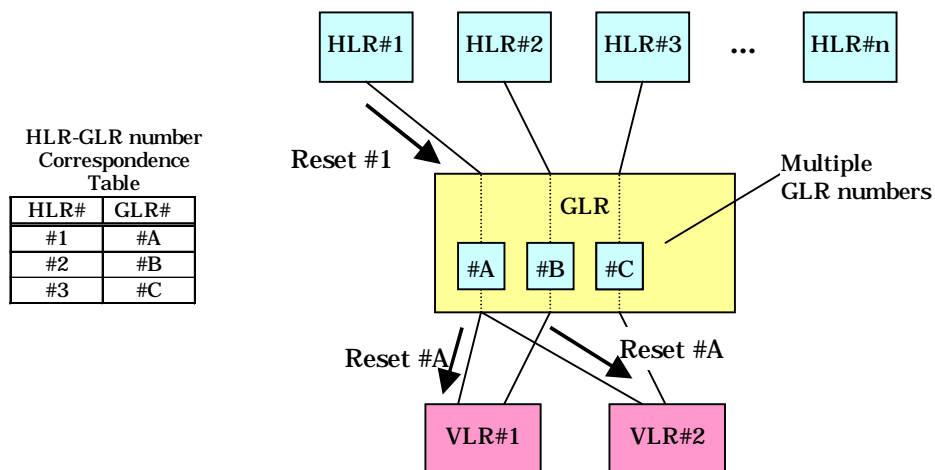 HLR#1
HLR#2
HLR#3
...
HLR#n
HLR-GLR number
Correspondence
Table
HLR# GLR#
#1 #A
#2 #B
#3 #C
Reset #1
Multiple
GLR numbers
GLR
#A
#B
#C
Reset #A
Reset #A
VLR#1
VLR#2